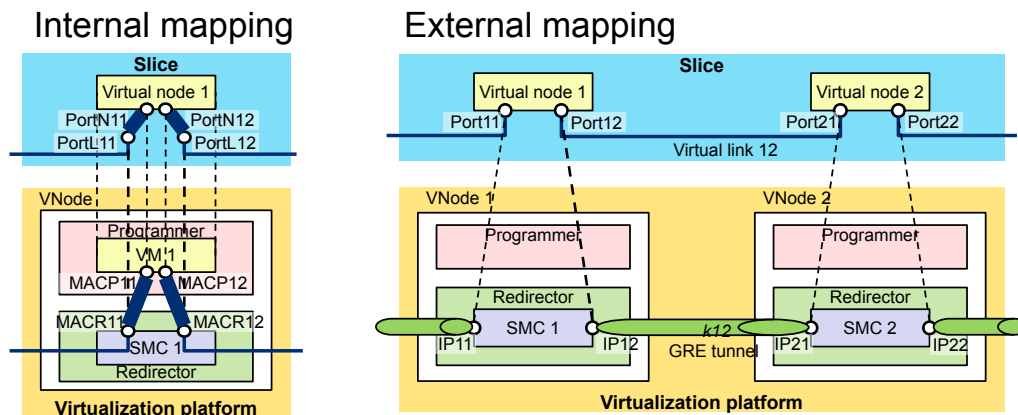 Internal mapping
Slice
Virtual node 1
PortN11
PortN12
PortL11
PortL12
VNode
Programmer
VM 1
MACP11
MACP12
MACR11
MACR12
SMC 1
Redirector
Virtualization platform
External mapping
Slice
Virtual node 1
Virtual node 2
Port11
Port12
Port21
Port22
Virtual link 12
VNode 1
VNode 2
Programmer
Programmer
Redirector
Redirector
SMC 1
k12
SMC 2
IP11
IP12
GRE tunnel
IP21
IP22
Virtualization platform